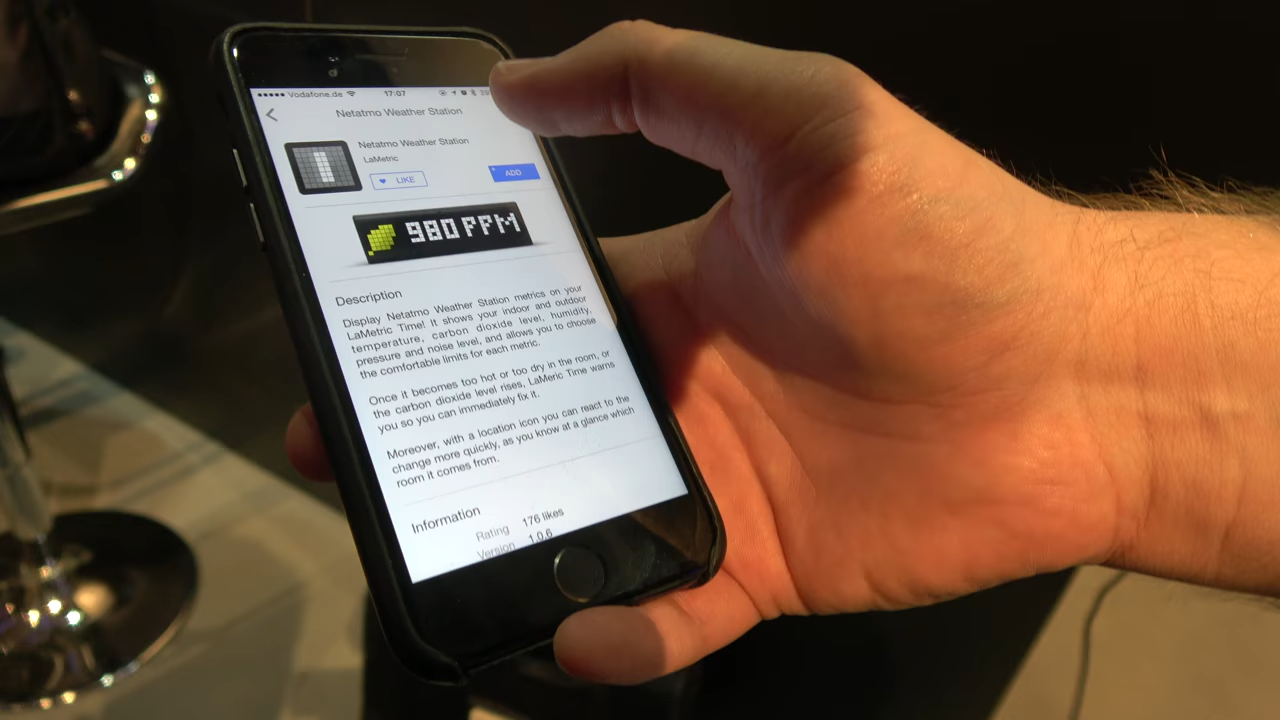 Vodafone.de 17:07
Netatmo Weather Station
Netatmo Weather Station
LaMetric
LIKE
ADD
980 PPM
Description
Display Netatmo Weather Station metrics on your
LaMetric Time! It shows your indoor and outdoor
temperature, carbon dioxide level, humidity,
pressure and noise level, and allows you to choose
the comfortable limits for each metric.
Once it becomes too hot or too dry in the room, or
the carbon dioxide level rises, LaMeric Time warns
you so you can immediately fix it.
Moreover, with a location icon you can react to the
change more quickly, as you know at a glance which
room it comes from.
Information
Rating 176 likes
Version 1.0.6